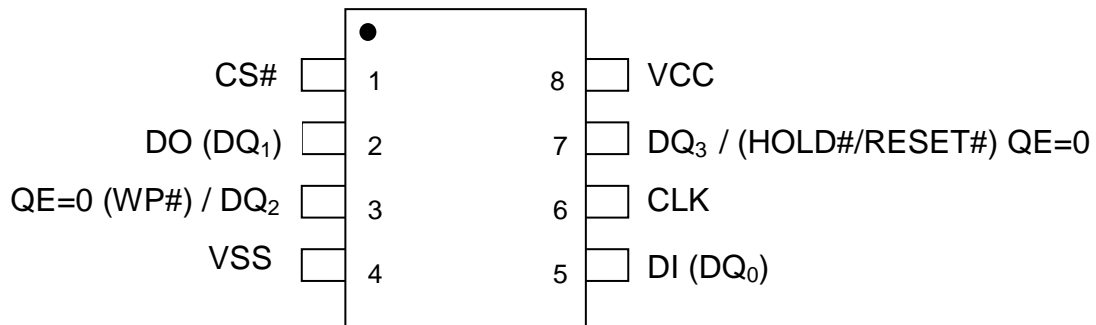 CS# 1 8 VCC
DO (DQ₁) 2 7 DQ₃ / (HOLD#/RESET#) QE=0
QE=0 (WP#) / DQ₂ 3 6 CLK
VSS 4 5 DI (DQ₀)